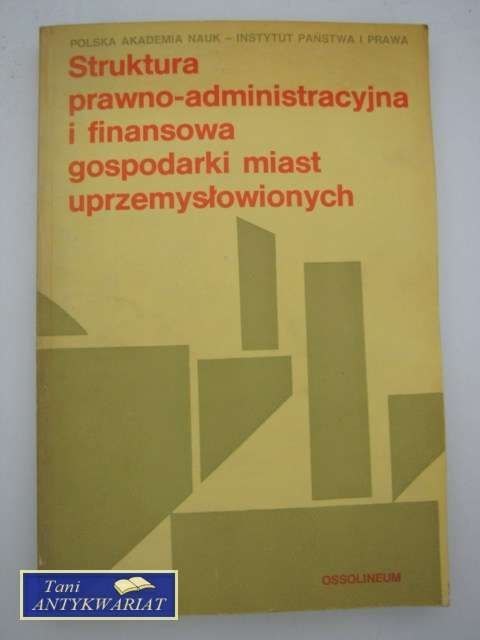 POLSKA AKADEMIA NAUK – INSTYTUT PAŃSTWA I PRAWA
Struktura
prawno-administracyjna
i finansowa
gospodarki miast
uprzemysłowionych
OSSOLINEUM
Tani
ANTYKWARIAT